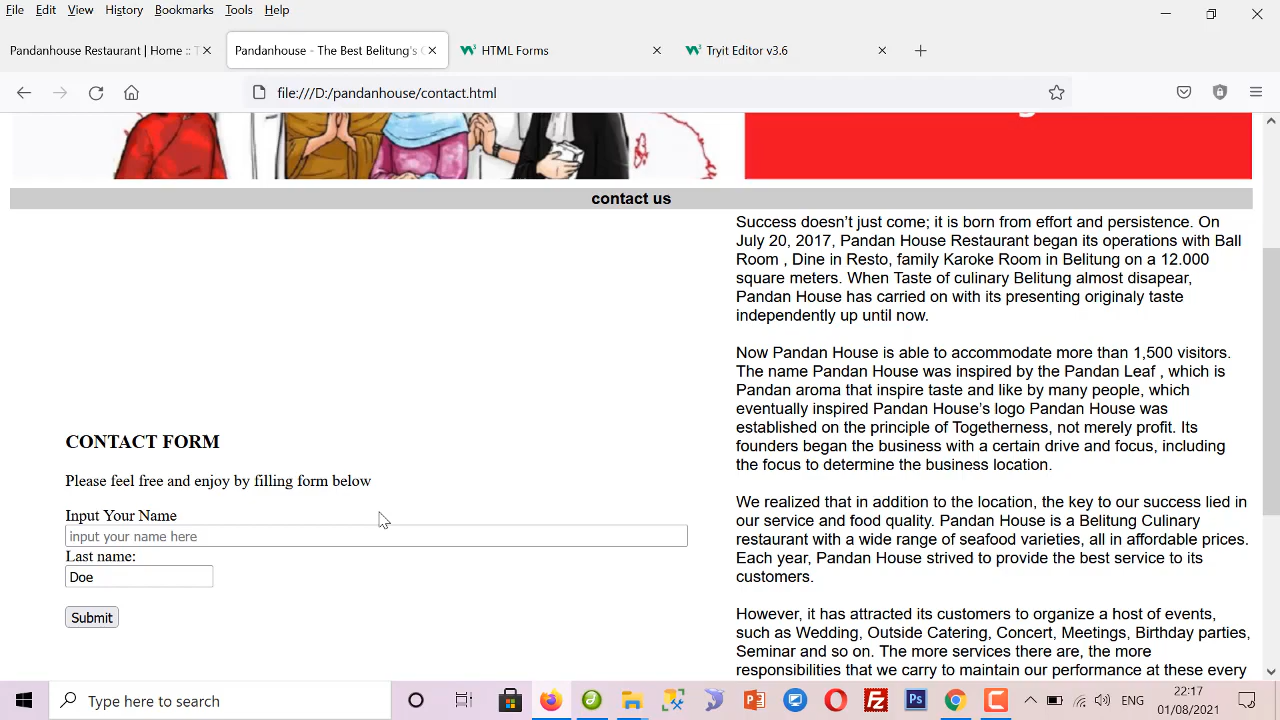 File Edit View History Bookmarks Tools Help
Pandanhouse Restaurant | Home :: T
Pandanhouse - The Best Belitung's C
HTML Forms
Tryit Editor v3.6
file:///D:/pandanhouse/contact.html
contact us
Success doesn't just come; it is born from effort and persistence. On
July 20, 2017, Pandan House Restaurant began its operations with Ball
Room , Dine in Resto, family Karoke Room in Belitung on a 12.000
square meters. When Taste of culinary Belitung almost disapear,
Pandan House has carried on with its presenting originaly taste
independently up until now.
Now Pandan House is able to accommodate more than 1,500 visitors.
The name Pandan House was inspired by the Pandan Leaf , which is
Pandan aroma that inspire taste and like by many people, which
eventually inspired Pandan House's logo Pandan House was
established on the principle of Togetherness, not merely profit. Its
founders began the business with a certain drive and focus, including
the focus to determine the business location.
We realized that in addition to the location, the key to our success lied in
our service and food quality. Pandan House is a Belitung Culinary
restaurant with a wide range of seafood varieties, all in affordable prices.
Each year, Pandan House strived to provide the best service to its
customers.
However, it has attracted its customers to organize a host of events,
such as Wedding, Outside Catering, Concert, Meetings, Birthday parties,
Seminar and so on. The more services there are, the more
responsibilities that we carry to maintain our performance at these every
CONTACT FORM
Please feel free and enjoy by filling form below
Input Your Name
input your name here
Last name:
Doe
Submit
Type here to search
ENG
22:17
01/08/2021